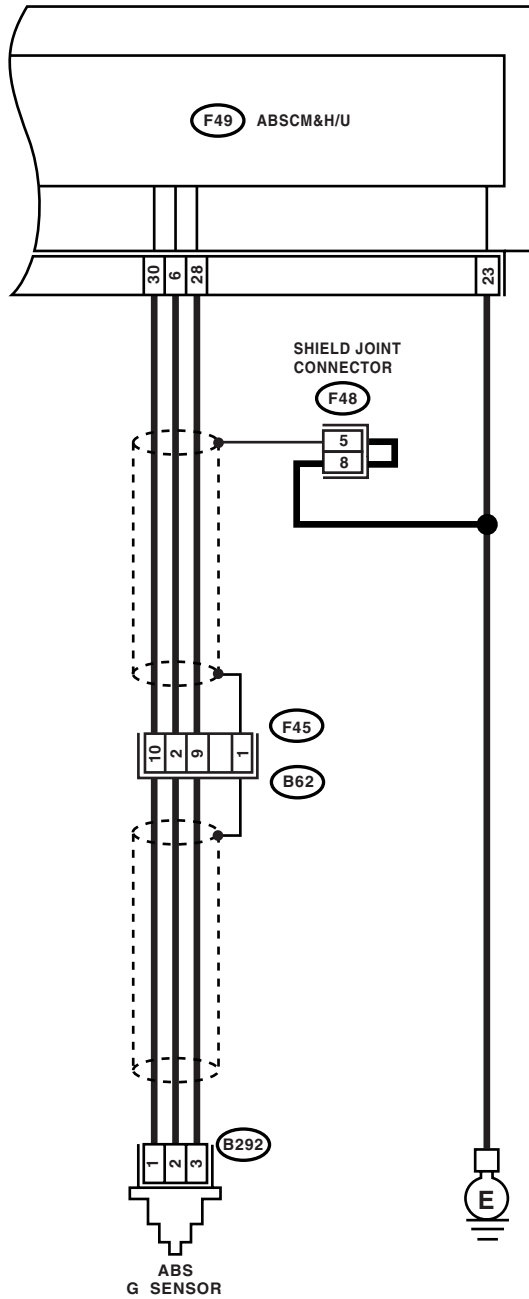 F49 ABSCM&H/U
30 6 28 23
SHIELD JOINT
CONNECTOR
F48
5
8
F45
10 2 9 1
B62
B292
1 2 3
E
ABS
G SENSOR